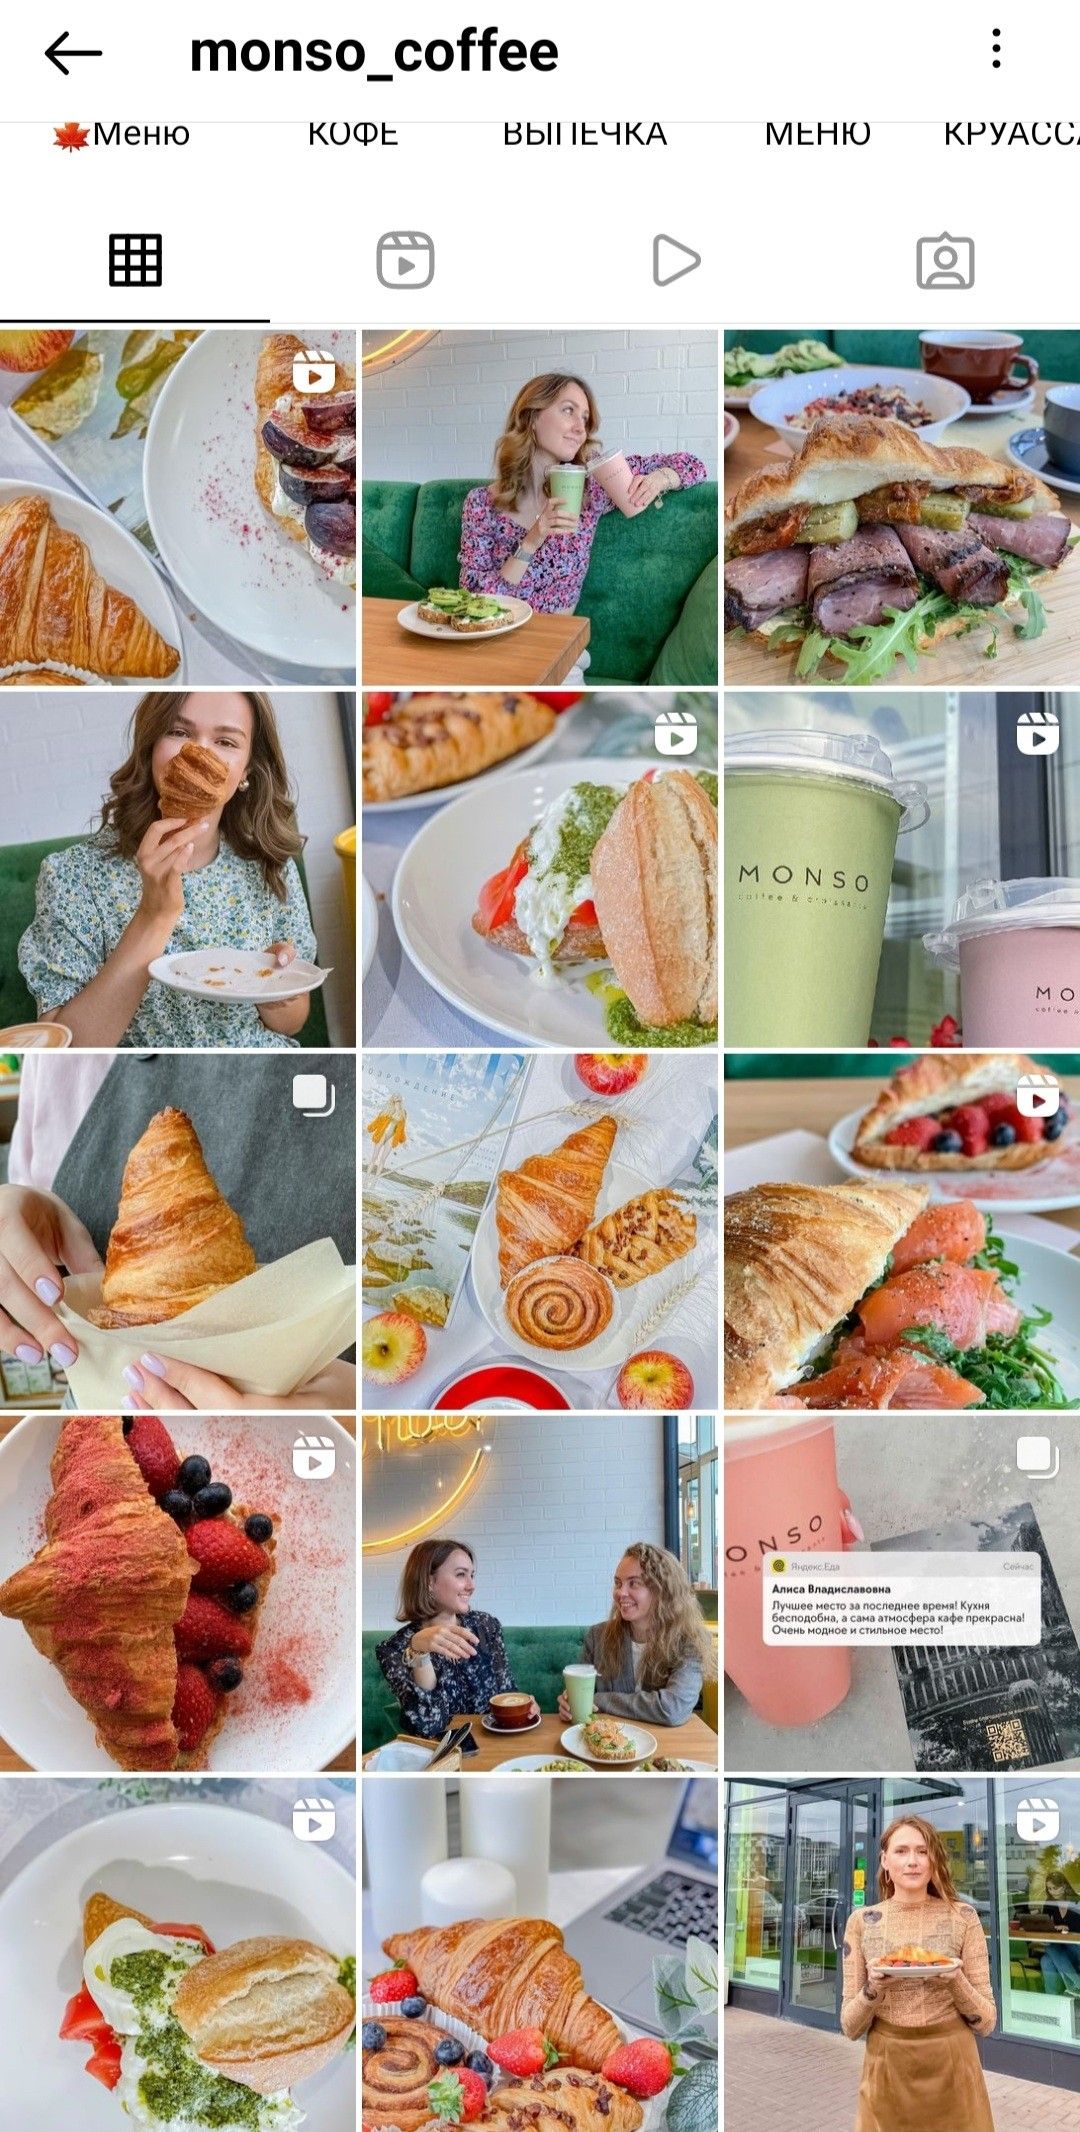 monso_coffee
🍁Меню
КОФЕ
ВЫПЕЧКА
МЕНЮ
КРУАСС
MONSO
coffee &
MO
ВОЗРОЖДЕНИЕ
ONSO
Яндекс.Еда
Сейчас
Алиса Владиславовна
Лучшее место за последнее время! Кухня
бесподобна, а сама атмосфера кафе прекрасна!
Очень модное и стильное место!